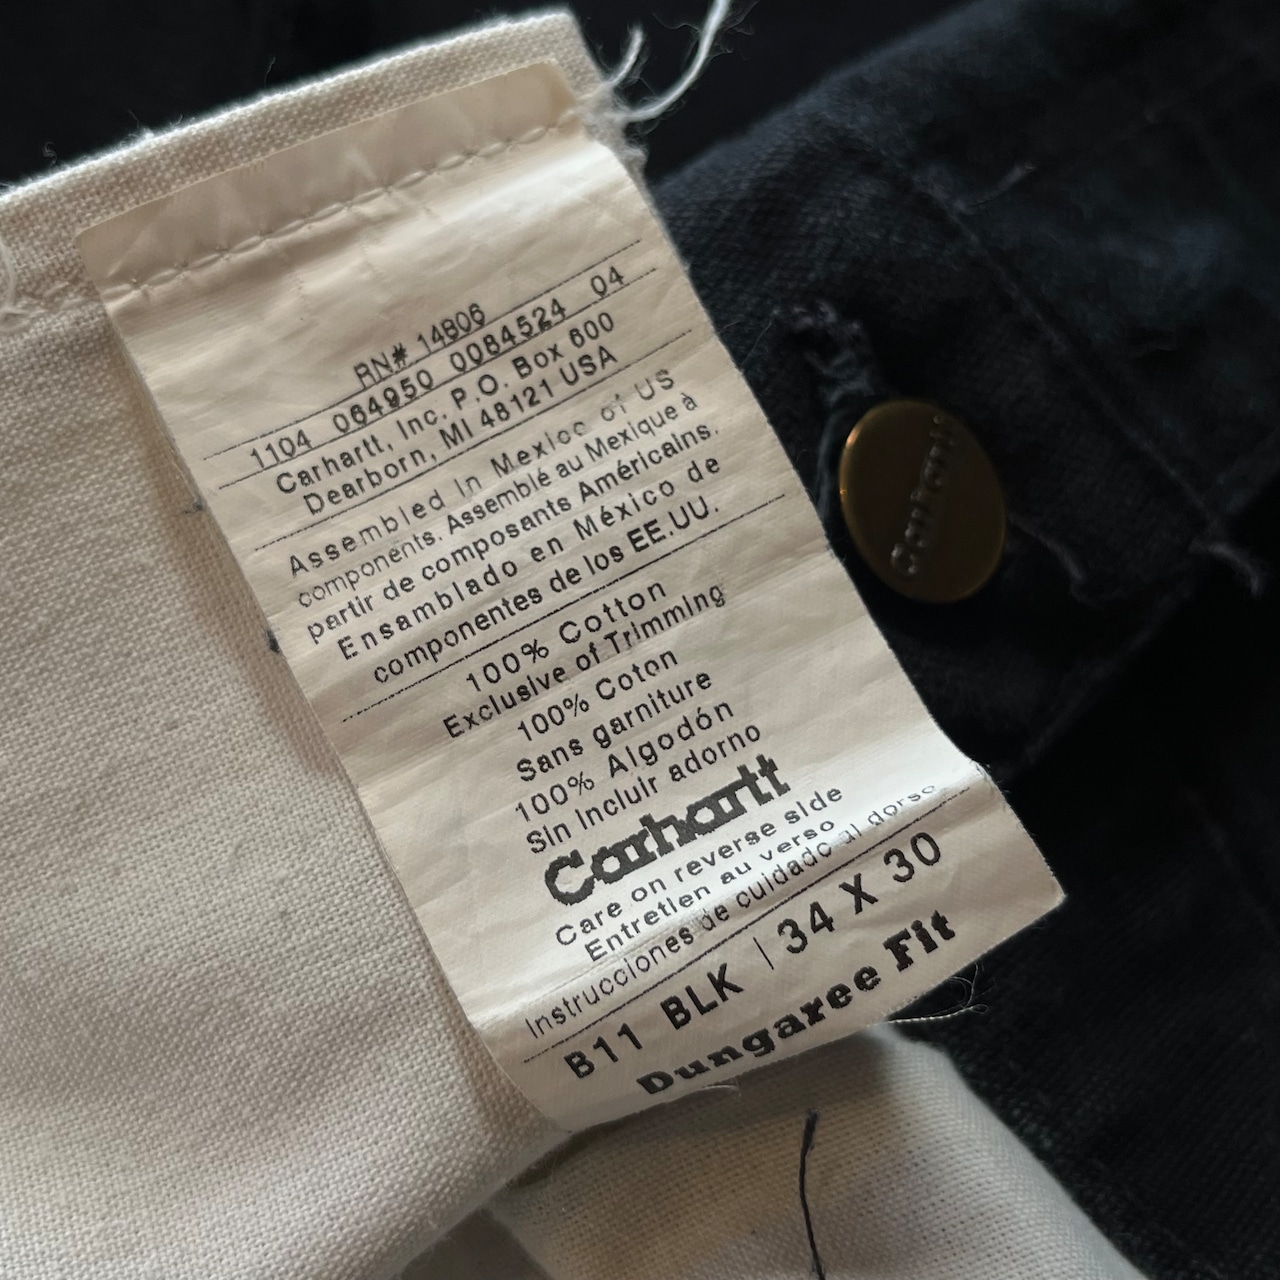 RN# 14806
1104 064950 0084524 04
Carhartt, Inc. P.O. Box 600
Dearborn, MI 48121 USA
Assembled in Mexico of US
components. Assemblé au Mexique à
partir de composants Américains.
Ensamblado en México de
componentes de los EE.UU.
100% Cotton
Exclusive of Trimming
100% Coton
Sans garniture
100% Algodón
Sin incluir adorno
Carhartt
Care on reverse side
Entretien au verso
Instrucciones de cuidado al dorso
B11 BLK | 34 X 30
Dungaree Fit
Carhartt